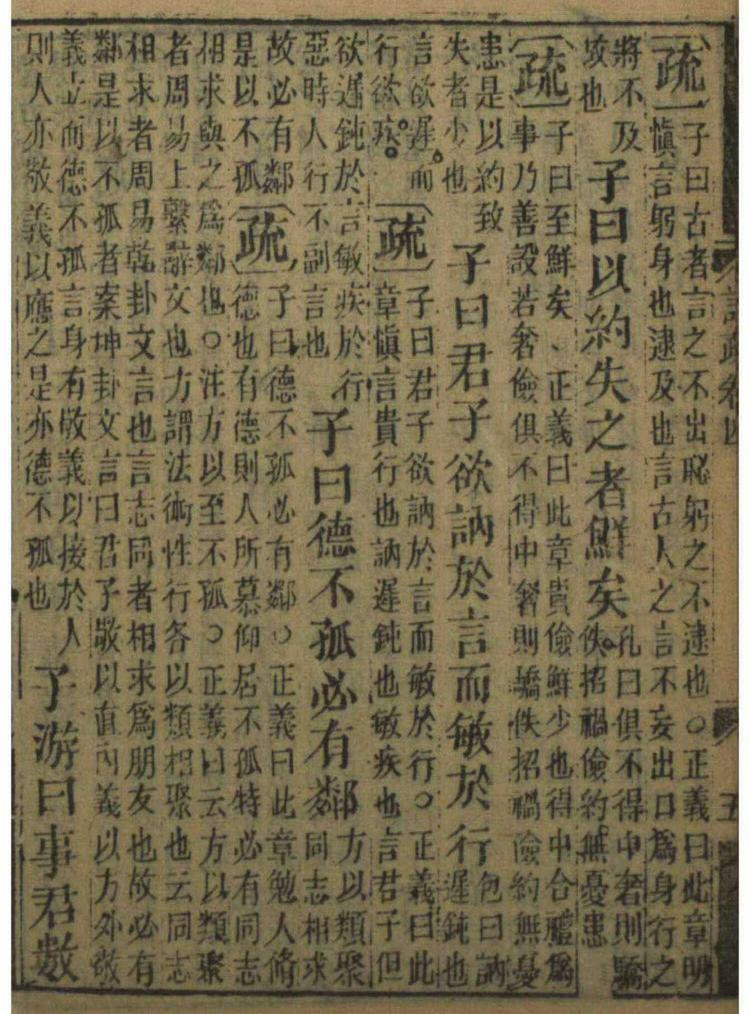 語疏卷四 五
疏
子曰古者言之不出恥躬之不逮也○正義曰此章明
慎言躬身也逮及也言古人之言不妄出口爲身行之
將不及
故也
子曰以約失之者鮮矣
孔曰俱不得中奢則驕
佚招禍儉約無憂患
疏
子曰至鮮矣、正義曰此章貴儉鮮少也得中合禮爲
事乃善設若奢儉俱不得中奢則驕佚招禍儉約無憂
患是以約致
失者少也
子曰君子欲訥於言而敏於行
包曰訥
遲鈍也
言欲遲而
行欲疾
疏
子曰君子欲訥於言而敏於行○正義曰此
章慎言貴行也訥遲鈍也敏疾也言君子但
欲遲鈍於言敏疾於行
惡時人行不副言也
子曰德不孤必有鄰
方以類聚
同志相求
故必有鄰
是以不孤
疏
子曰德不孤必有鄰○正義曰此章勉人脩
德也有德則人所慕仰居不孤特必有同志
相求與之爲鄰也○注方以至不孤○正義曰云方以類聚
者周易上繫辭文也方謂法術性行各以類相聚也云同志
相求者周易乾卦文言也言志同者相求爲朋友也故必有
鄰是以不孤者案坤卦文言曰君子敬以直內義以方外敬
義立而德不孤言身有敬義以接於人
則人亦敬義以應之是亦德不孤也
子游曰事君數